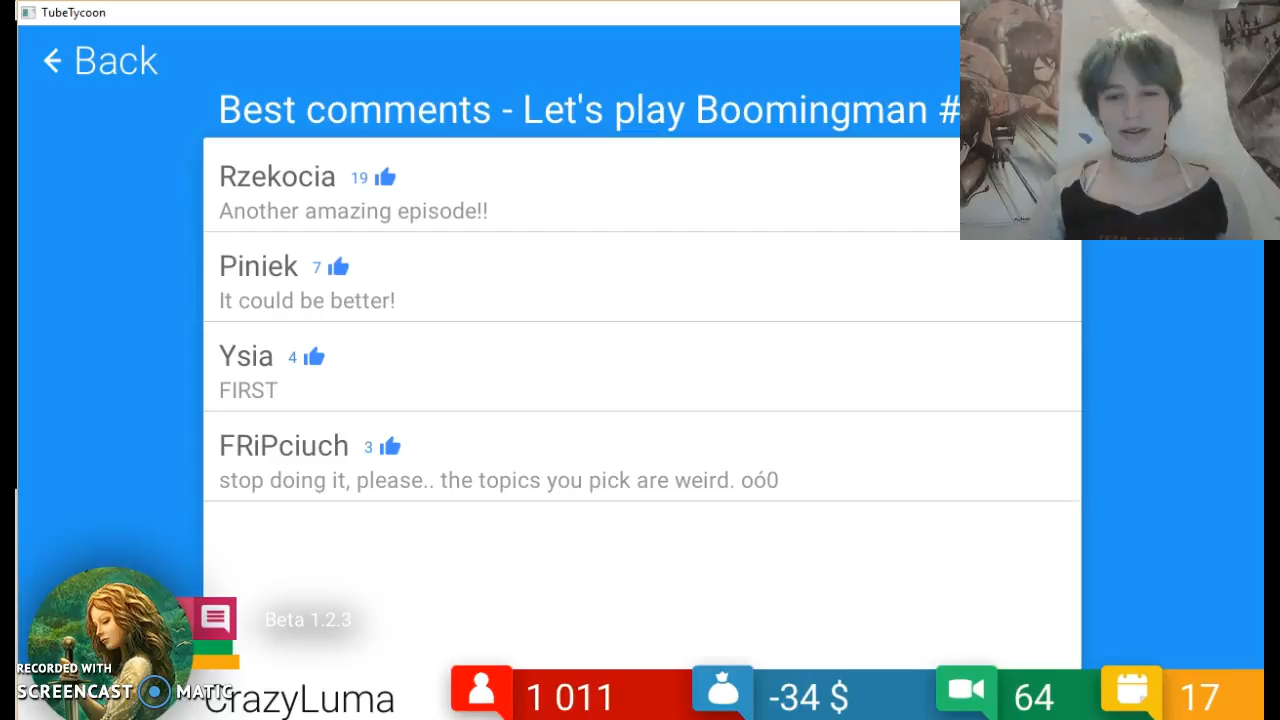 TubeTycoon
Back
Best comments - Let's play Boomingman #
Rzekocia 19
Another amazing episode!!
Piniek 7
It could be better!
Ysia 4
FIRST
FRiPciuch 3
stop doing it, please.. the topics you pick are weird. oó0
Beta 1.2.3
RECORDED WITH
SCREENCAST MATIC
CrazyLuma
1 011
-34 $
64
17